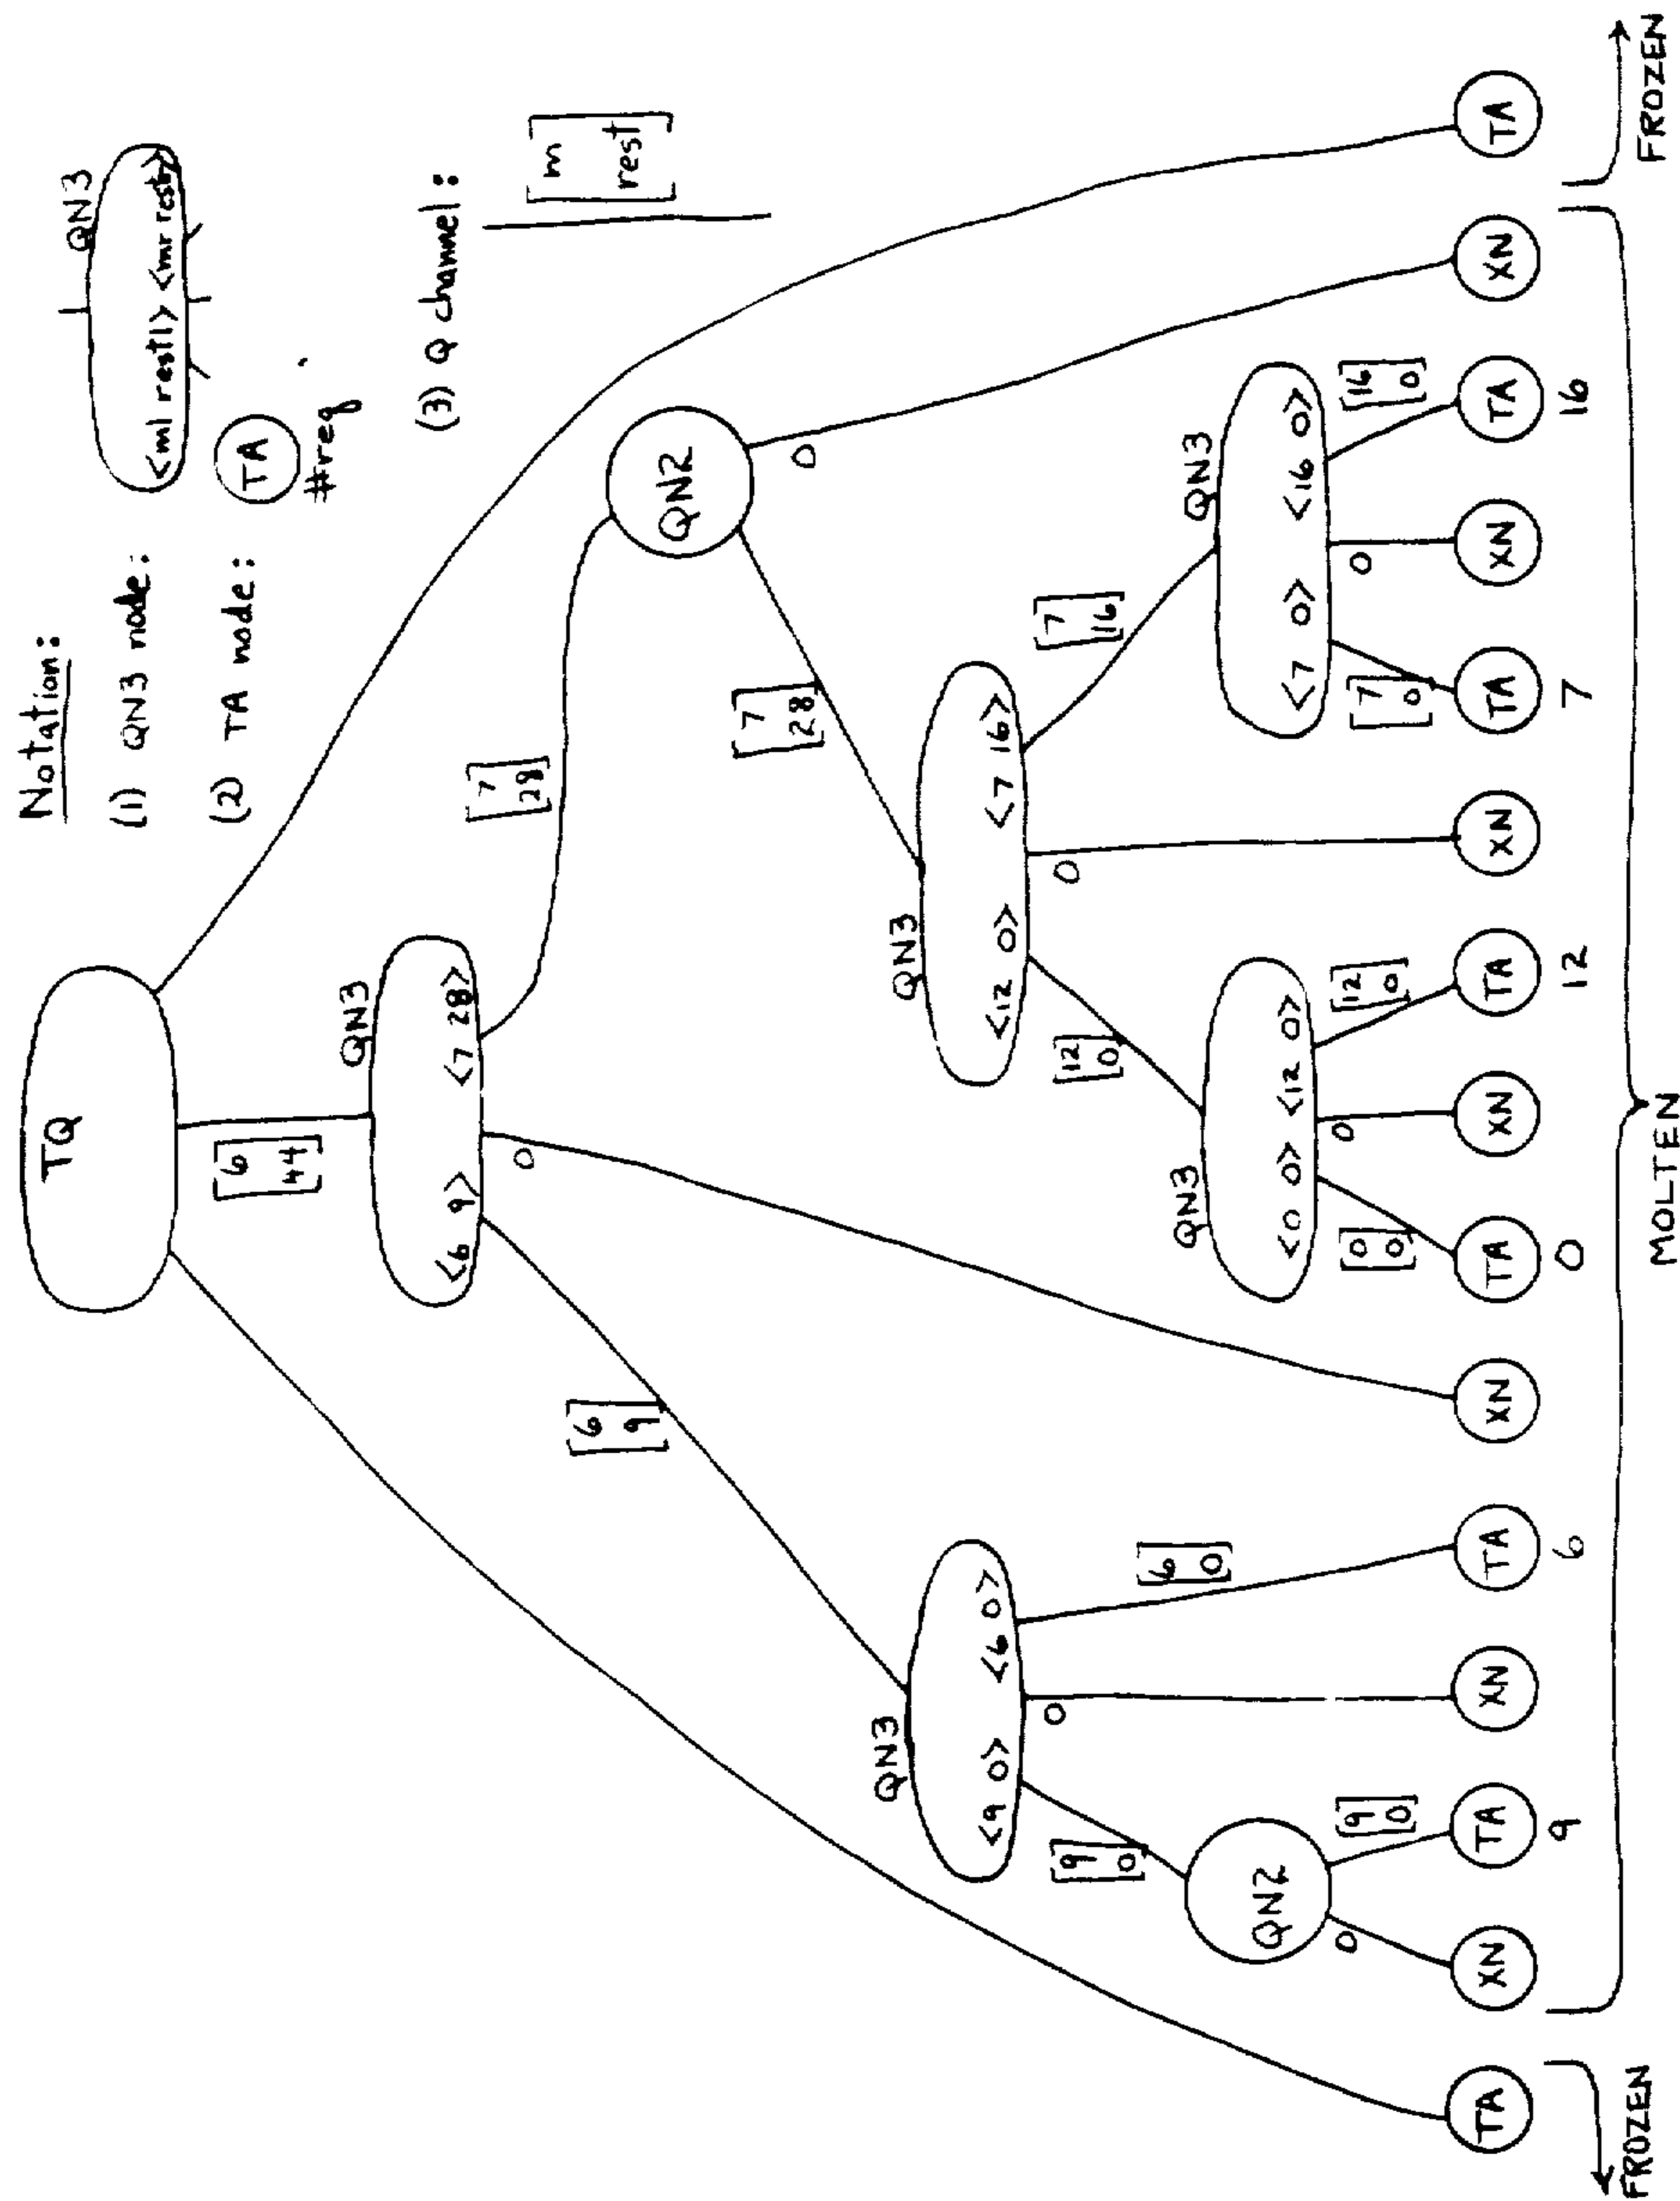 Notation:
(1) QN3 node:
QN3
<ml restl> <mr restr>
(2) TA node:
TA
#req
(3) Q channel:
[m
rest]
TQ
[6
44]
QN3
<6 9> <7 28>
0
[7
28]
[6
9]
QN2
0
[7
28]
QN3
<9 0> <6 0>
[9
0]
0
[6
0]
QN3
<12 0> <7 16>
[12
0]
0
[7
16]
QN2
0
[9
0]
QN3
<0 0> <12 0>
[0
0]
0
[12
0]
QN3
<7 0> <16 0>
[7
0]
0
[16
0]
TA XN TA XN TA XN TA XN TA XN TA XN TA XN TA
9 6 0 12 7 16
FROZEN MOLTEN FROZEN